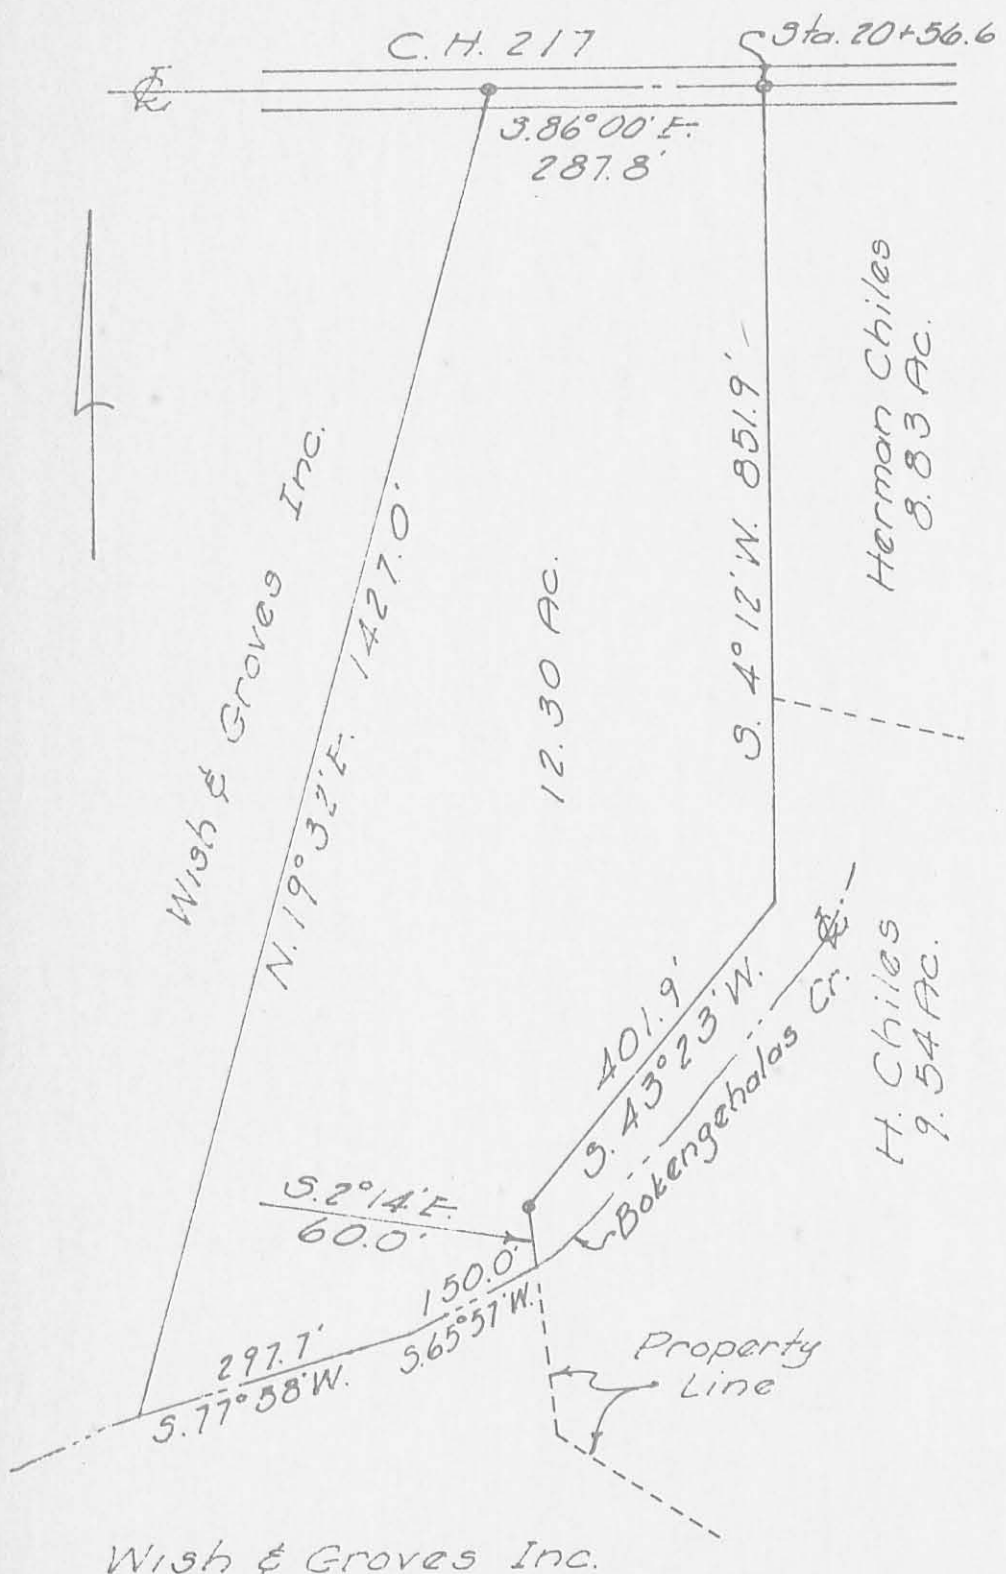 C.H. 217
Sta. 20+56.6
℄
S.86°00'E.
287.8'
Herman Chiles
8.83 Ac.
S. 4°12'W. 851.9'
Wish & Groves Inc.
N.19°32'E. 1427.0'
12.30 Ac.
℄
401.9'
S.43°23'W.
Bokengehalas Cr.
H. Chiles
9.54 Ac.
S.2°14'E.
60.0'
150.0'
S.65°57'W.
297.7'
S.77°58'W.
Property
Line
Wish & Groves Inc.